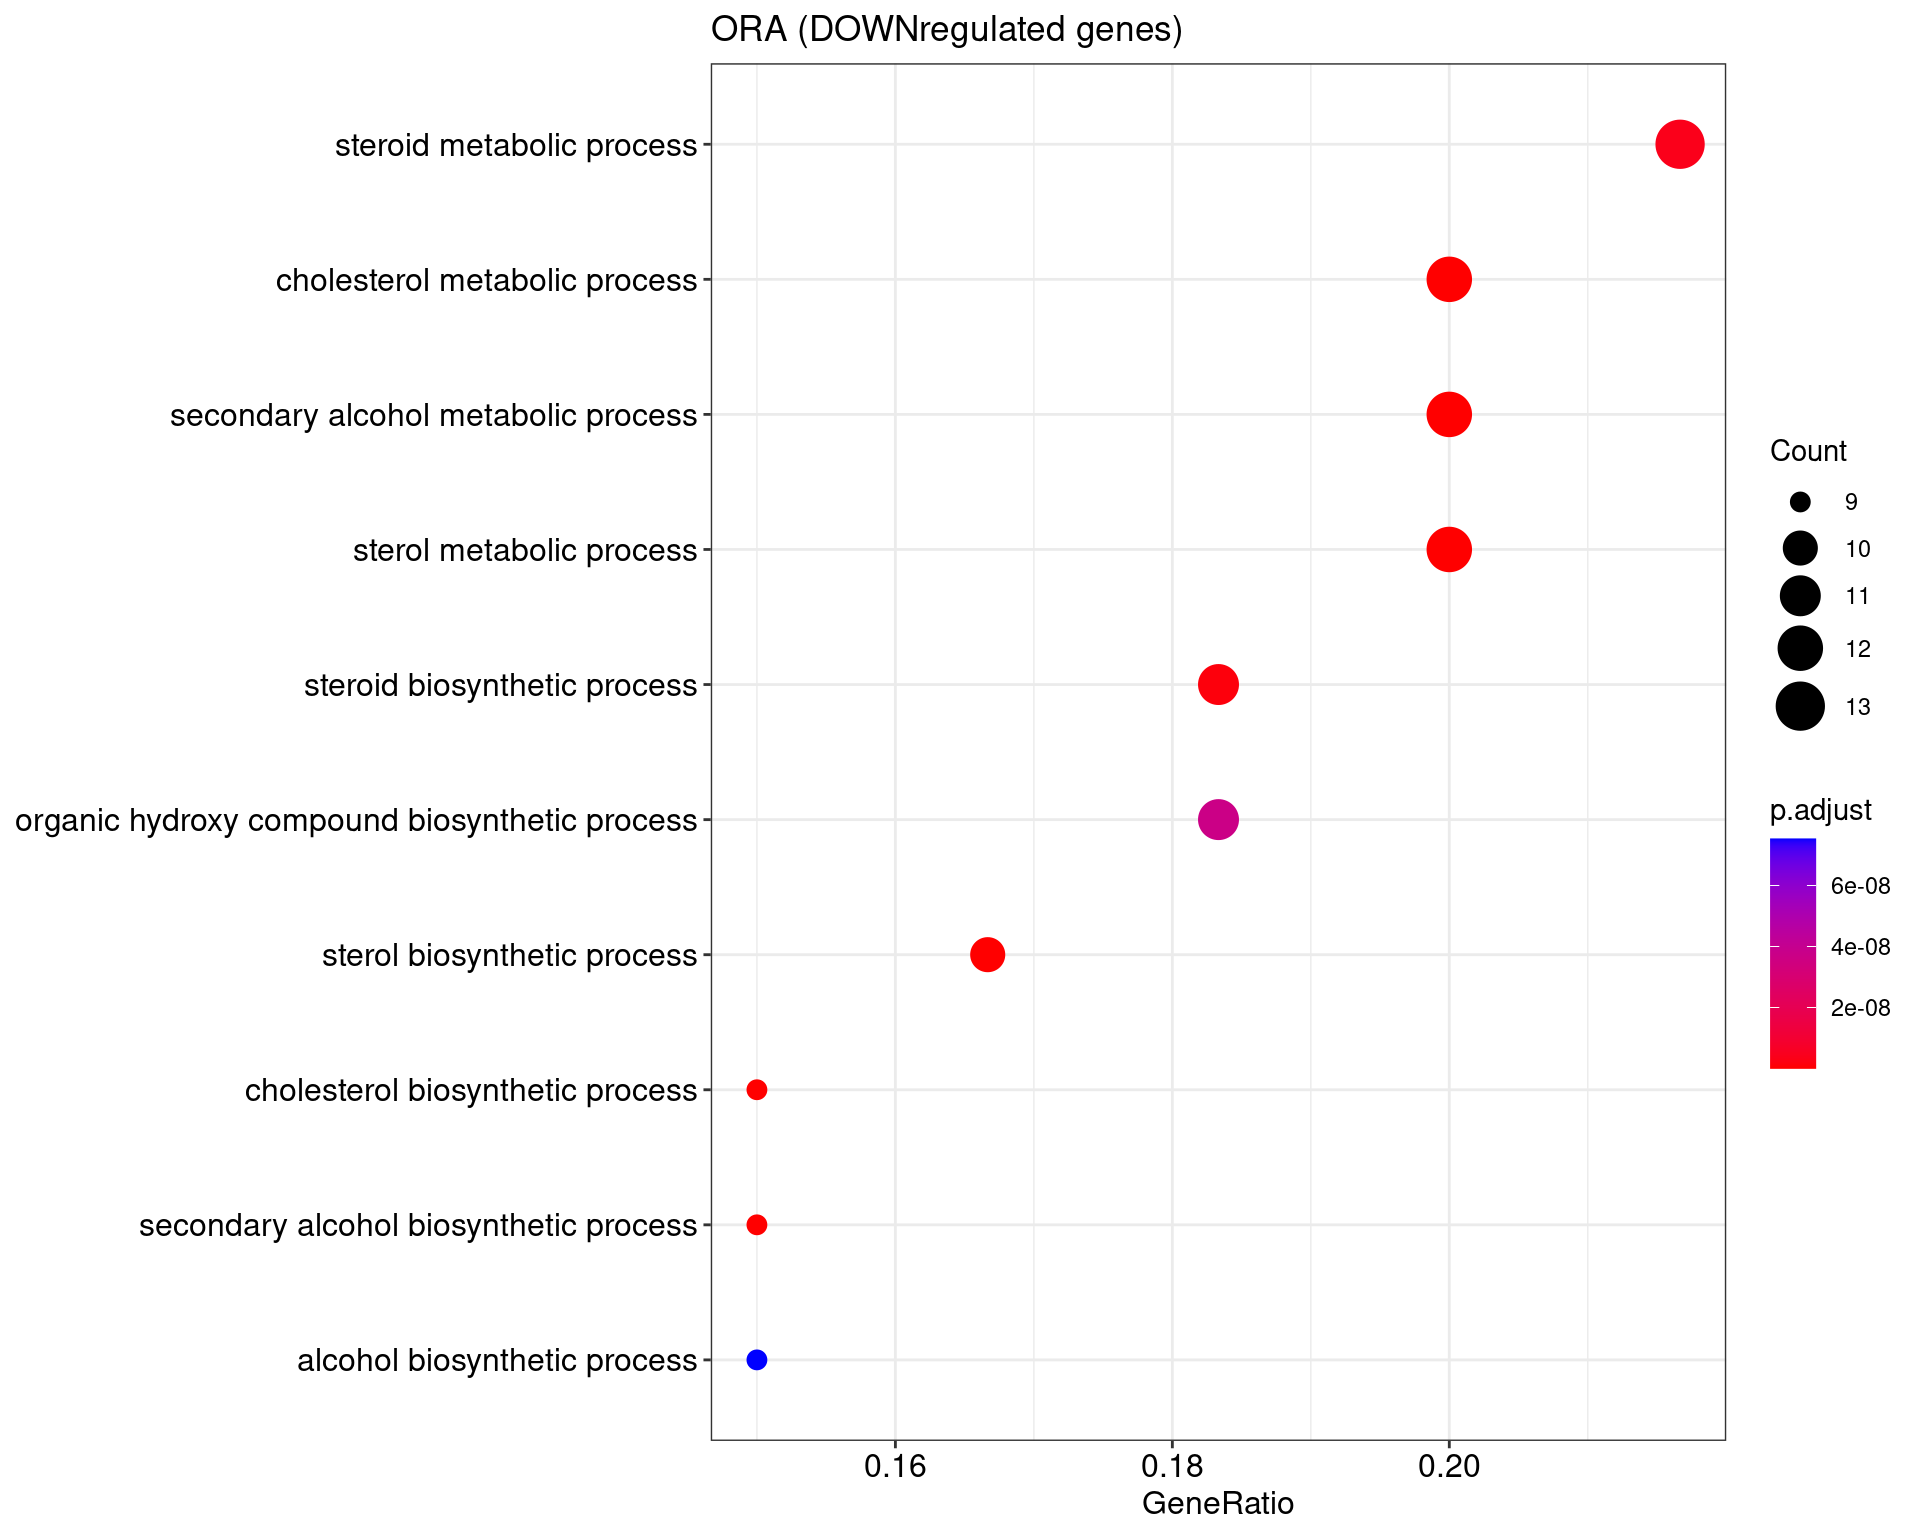 ORA (DOWNregulated genes)
steroid metabolic process
cholesterol metabolic process
secondary alcohol metabolic process
sterol metabolic process
steroid biosynthetic process
organic hydroxy compound biosynthetic process
sterol biosynthetic process
cholesterol biosynthetic process
secondary alcohol biosynthetic process
alcohol biosynthetic process
0.16 0.18 0.20
GeneRatio
Count
9
10
11
12
13
p.adjust
6e-08
4e-08
2e-08